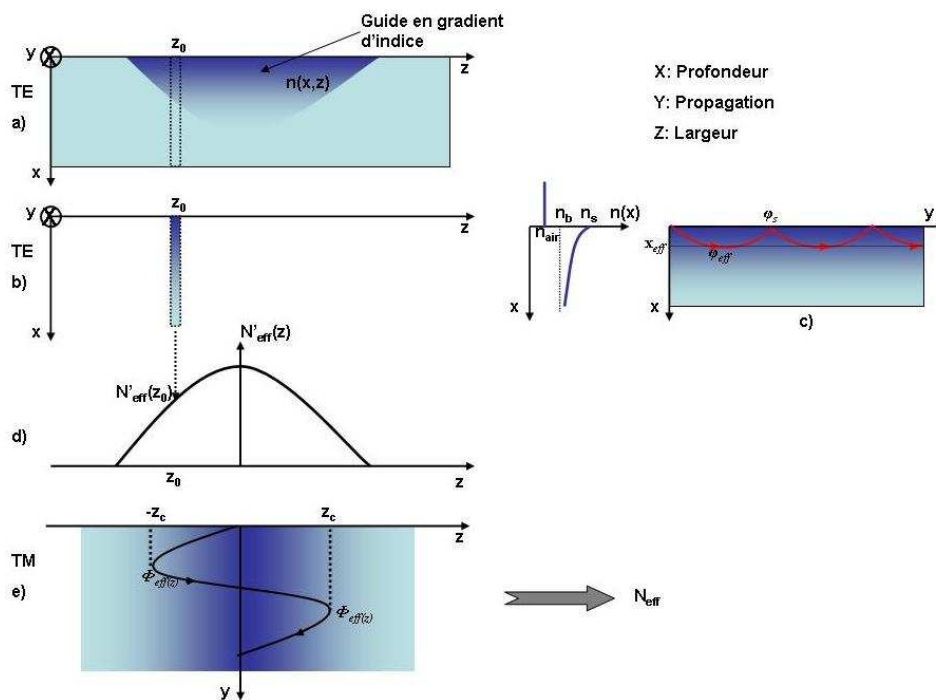 Guide en gradient
d'indice
y
z₀
z
n(x,z)
TE
a)
x
X: Profondeur
Y: Propagation
Z: Largeur
y
z₀
z
TE
b)
x
n_b
n_s
n(x)
n_air
x
φ_s
y
x_eff
φ_eff
x
c)
N'_eff(z)
N'_eff(z₀)
d)
z₀
z
-z_c
z_c
z
TM
e)
Φ_eff(z)
Φ_eff(z)
y
N_eff